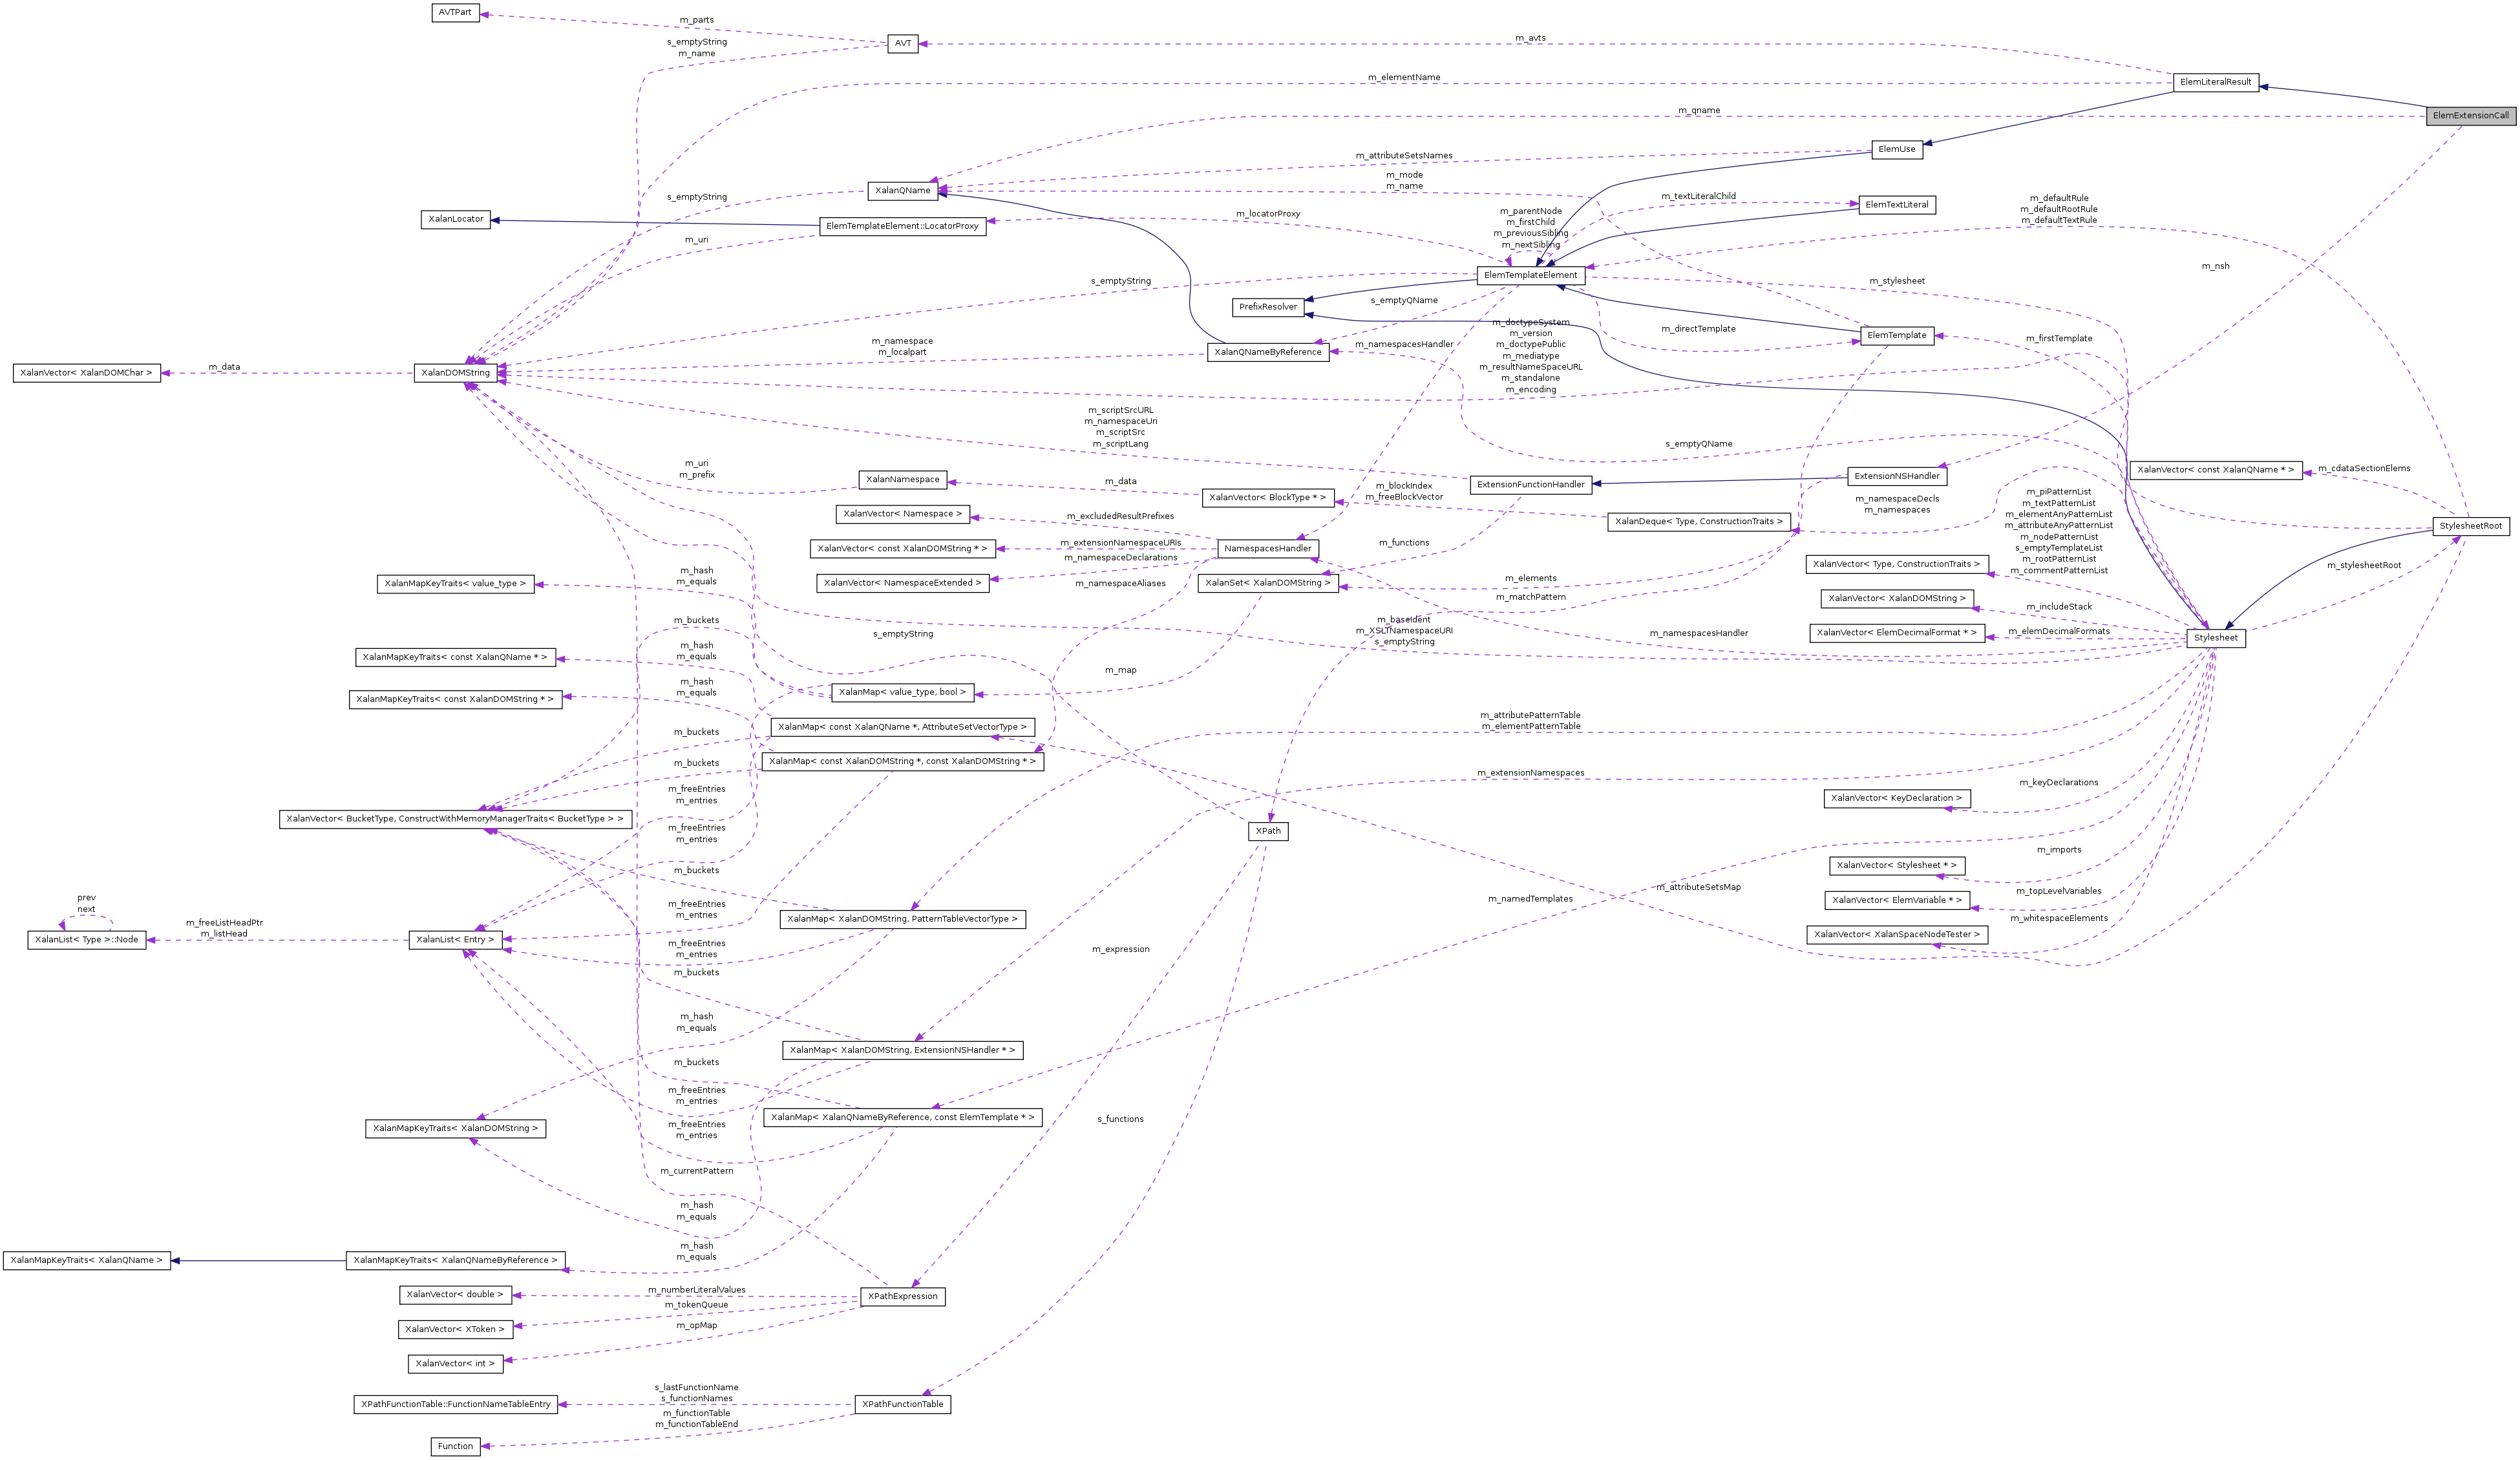 AVTPart
m_parts
s_emptyString
m_name
AVT
m_avts
m_elementName
ElemLiteralResult
m_qname
ElemExtensionCall
m_attributeSetsNames
ElemUse
XalanQName
s_emptyString
m_mode
m_name
m_textLiteralChild
ElemTextLiteral
m_defaultRule
m_defaultRootRule
m_defaultTextRule
XalanLocator
ElemTemplateElement::LocatorProxy
m_locatorProxy
m_uri
m_parentNode
m_firstChild
m_previousSibling
m_nextSibling
ElemTemplateElement
m_nsh
m_stylesheet
s_emptyString
PrefixResolver
s_emptyQName
m_directTemplate
ElemTemplate
m_firstTemplate
m_namespace
m_localpart
XalanQNameByReference
m_namespacesHandler
m_doctypeSystem
m_version
m_doctypePublic
m_mediatype
m_resultNameSpaceURL
m_standalone
m_encoding
XalanVector< XalanDOMChar >
m_data
XalanDOMString
m_scriptSrcURL
m_namespaceUri
m_scriptSrc
m_scriptLang
s_emptyQName
m_uri
m_prefix
XalanNamespace
m_data
XalanVector< BlockType * >
m_blockIndex
m_freeBlockVector
ExtensionFunctionHandler
ExtensionNSHandler
XalanVector< const XalanQName * >
m_cdataSectionElems
m_namespaceDecls
m_namespaces
m_piPatternList
m_textPatternList
m_elementAnyPatternList
m_attributeAnyPatternList
m_nodePatternList
s_emptyTemplateList
m_rootPatternList
m_commentPatternList
XalanVector< Namespace >
m_excludedResultPrefixes
XalanDeque< Type, ConstructionTraits >
StylesheetRoot
XalanVector< const XalanDOMString * >
m_extensionNamespaceURIs
NamespacesHandler
m_functions
m_namespaceDeclarations
XalanVector< NamespaceExtended >
m_namespaceAliases
XalanSet< XalanDOMString >
m_elements
m_matchPattern
XalanVector< Type, ConstructionTraits >
m_stylesheetRoot
XalanMapKeyTraits< value_type >
m_hash
m_equals
XalanVector< XalanDOMString >
m_includeStack
m_buckets
s_emptyString
m_baseIdent
m_XSLTNamespaceURI
s_emptyString
m_namespacesHandler
XalanVector< ElemDecimalFormat * >
m_elemDecimalFormats
Stylesheet
XalanMapKeyTraits< const XalanQName * >
m_hash
m_equals
m_map
XalanMapKeyTraits< const XalanDOMString * >
m_hash
m_equals
XalanMap< value_type, bool >
m_attributePatternTable
m_elementPatternTable
XalanMap< const XalanQName *, AttributeSetVectorType >
m_buckets
XalanMap< const XalanDOMString *, const XalanDOMString * >
m_buckets
m_extensionNamespaces
m_keyDeclarations
m_freeEntries
m_entries
XalanVector< KeyDeclaration >
XalanVector< BucketType, ConstructWithMemoryManagerTraits< BucketType > >
m_freeEntries
m_entries
XPath
m_imports
XalanVector< Stylesheet * >
m_buckets
m_attributeSetsMap
m_namedTemplates
m_topLevelVariables
XalanVector< ElemVariable * >
prev
next
m_freeEntries
m_entries
XalanMap< XalanDOMString, PatternTableVectorType >
m_whitespaceElements
XalanVector< XalanSpaceNodeTester >
m_freeListHeadPtr
m_listHead
XalanList< Type >::Node
XalanList< Entry >
m_freeEntries
m_entries
m_expression
m_buckets
m_hash
m_equals
XalanMap< XalanDOMString, ExtensionNSHandler * >
m_buckets
m_freeEntries
m_entries
XalanMap< XalanQNameByReference, const ElemTemplate * >
XalanMapKeyTraits< XalanDOMString >
m_freeEntries
m_entries
s_functions
m_currentPattern
m_hash
m_equals
m_hash
m_equals
XalanMapKeyTraits< XalanQName >
XalanMapKeyTraits< XalanQNameByReference >
XalanVector< double >
m_numberLiteralValues
XPathExpression
m_tokenQueue
XalanVector< XToken >
m_opMap
XalanVector< int >
s_lastFunctionName
s_functionNames
XPathFunctionTable::FunctionNameTableEntry
XPathFunctionTable
m_functionTable
m_functionTableEnd
Function